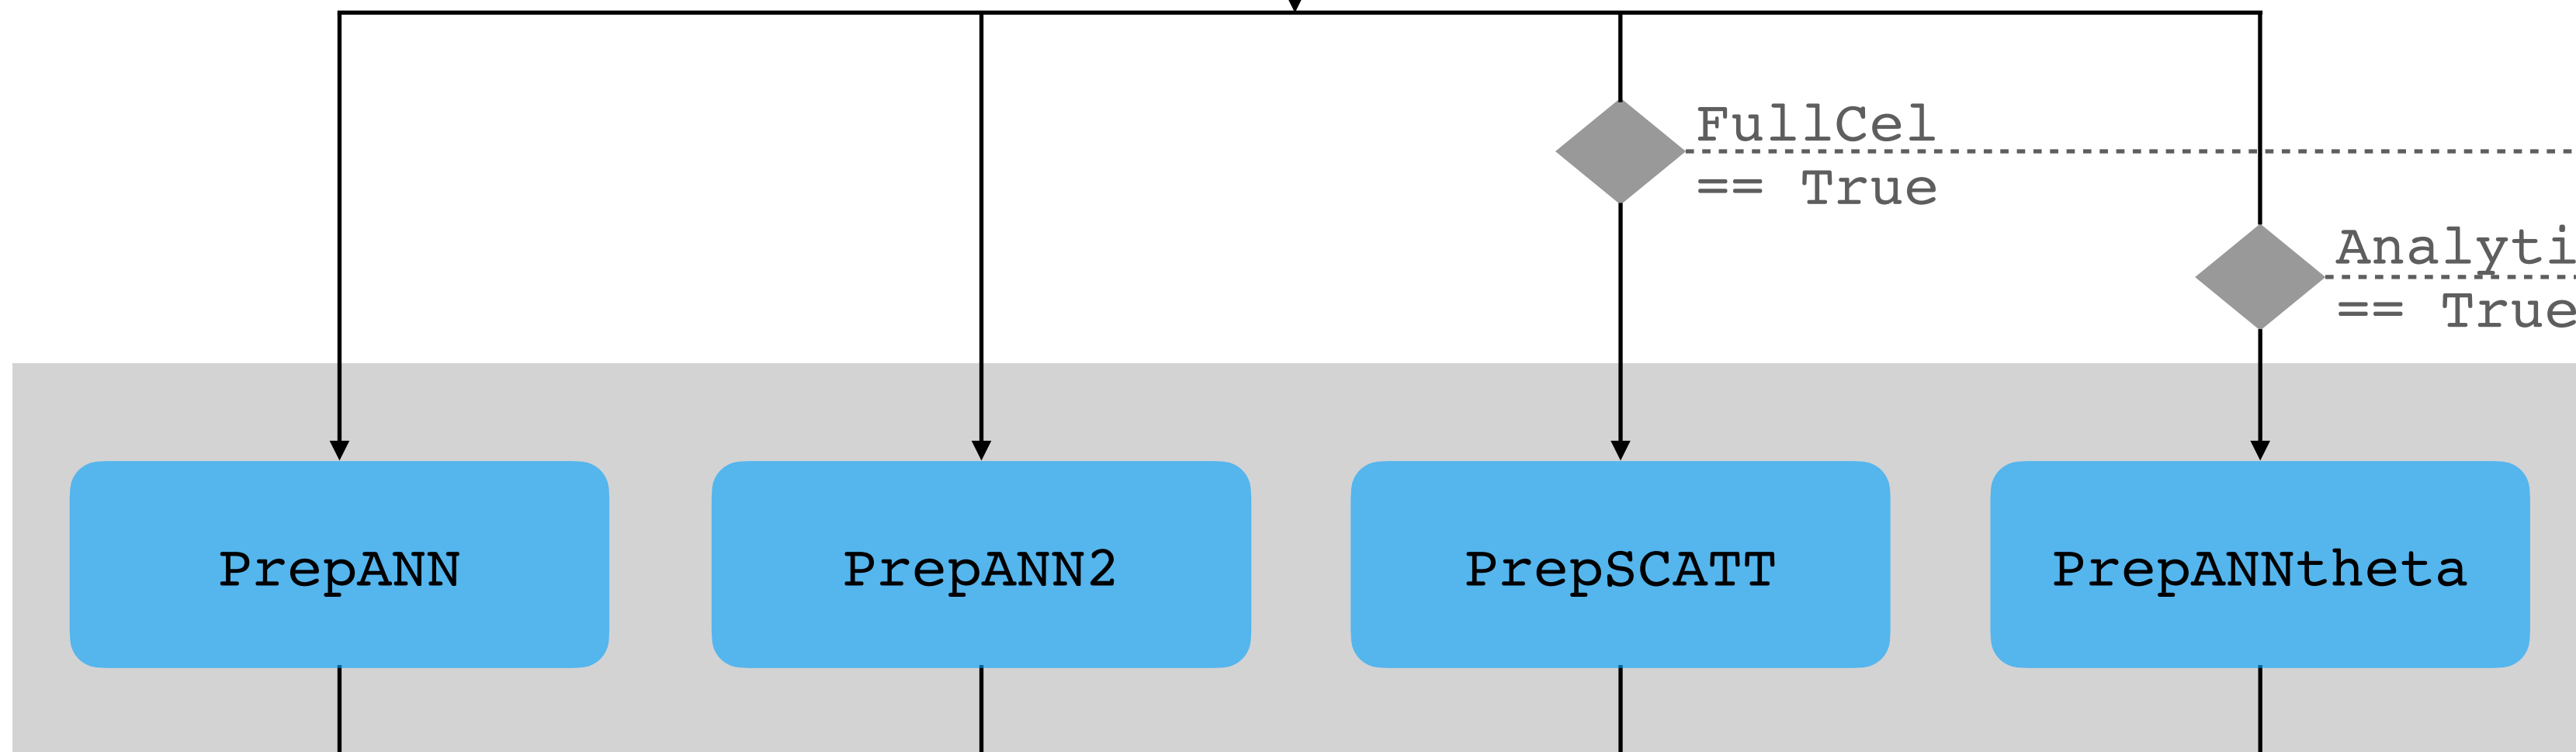 FullCel
== True
Analyti
== True
PrepANN
PrepANN2
PrepSCATT
PrepANNtheta